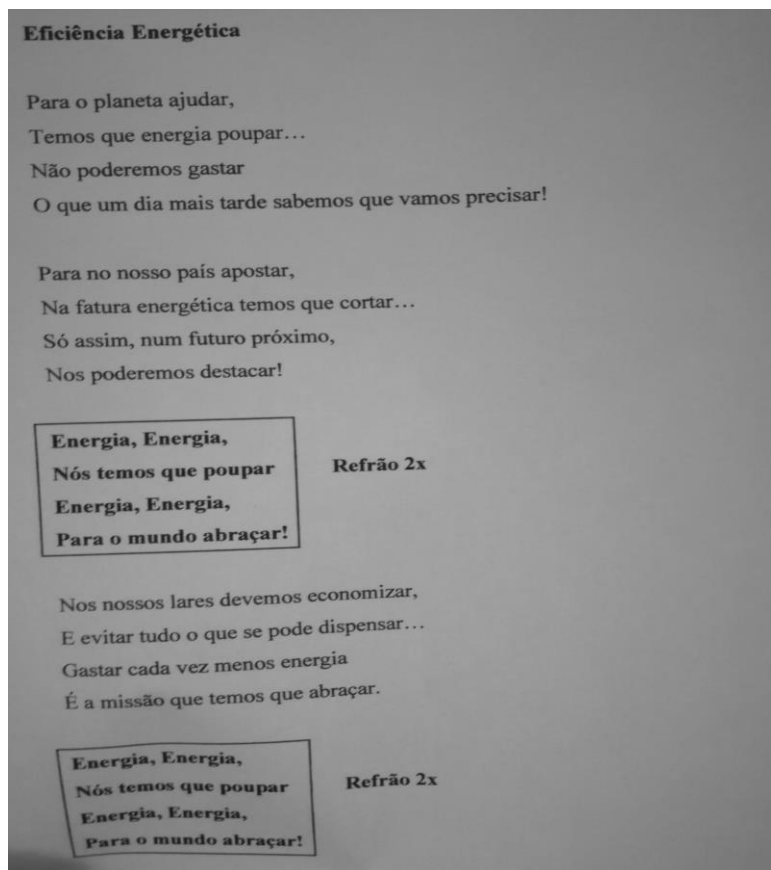 Eficiência Energética
Para o planeta ajudar,
Temos que energia poupar…
Não poderemos gastar
O que um dia mais tarde sabemos que vamos precisar!
Para no nosso país apostar,
Na fatura energética temos que cortar…
Só assim, num futuro próximo,
Nos poderemos destacar!
Energia, Energia,
Nós temos que poupar
Energia, Energia,
Para o mundo abraçar!
Refrão 2x
Nos nossos lares devemos economizar,
E evitar tudo o que se pode dispensar…
Gastar cada vez menos energia
É a missão que temos que abraçar.
Energia, Energia,
Nós temos que poupar
Energia, Energia,
Para o mundo abraçar!
Refrão 2x